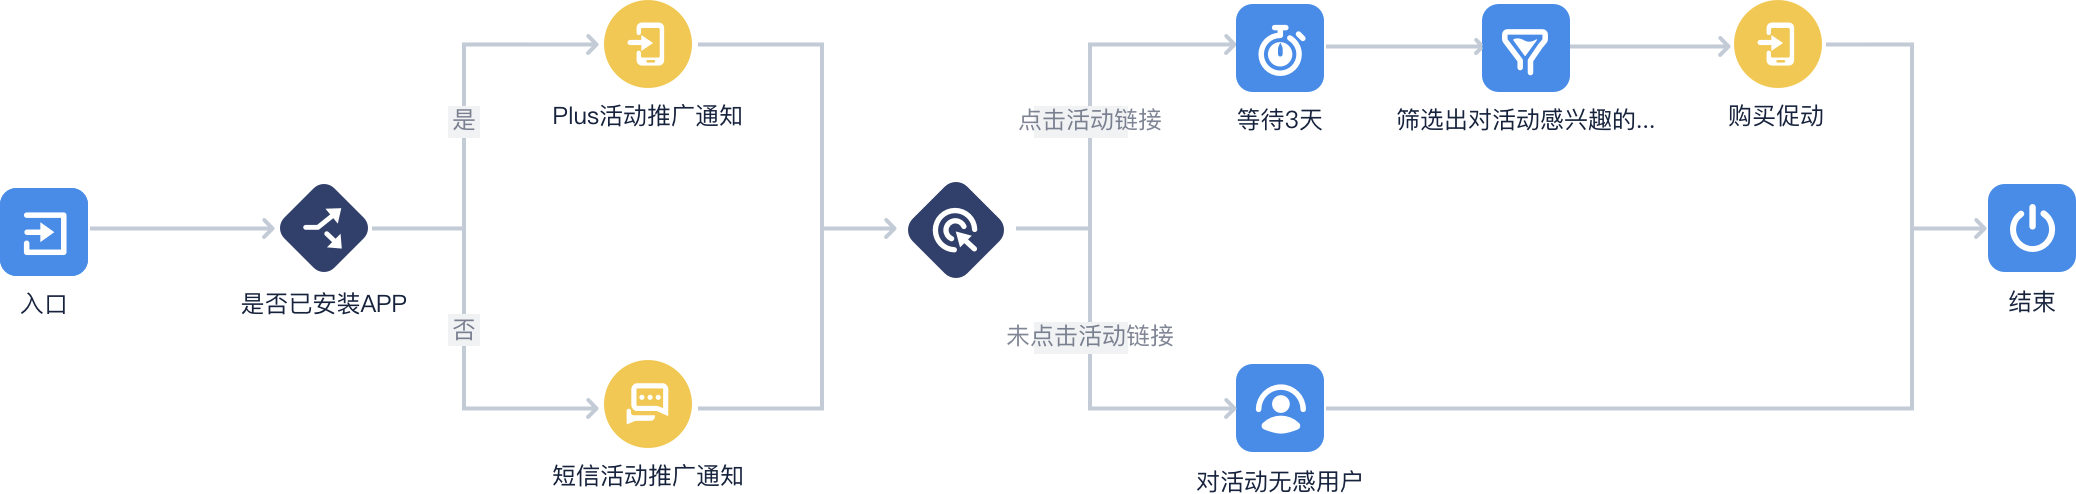 入口
是否已安装APP
是
否
Plus活动推广通知
短信活动推广通知
点击活动链接
未点击活动链接
等待3天
筛选出对活动感兴趣的...
购买促动
对活动无感用户
结束